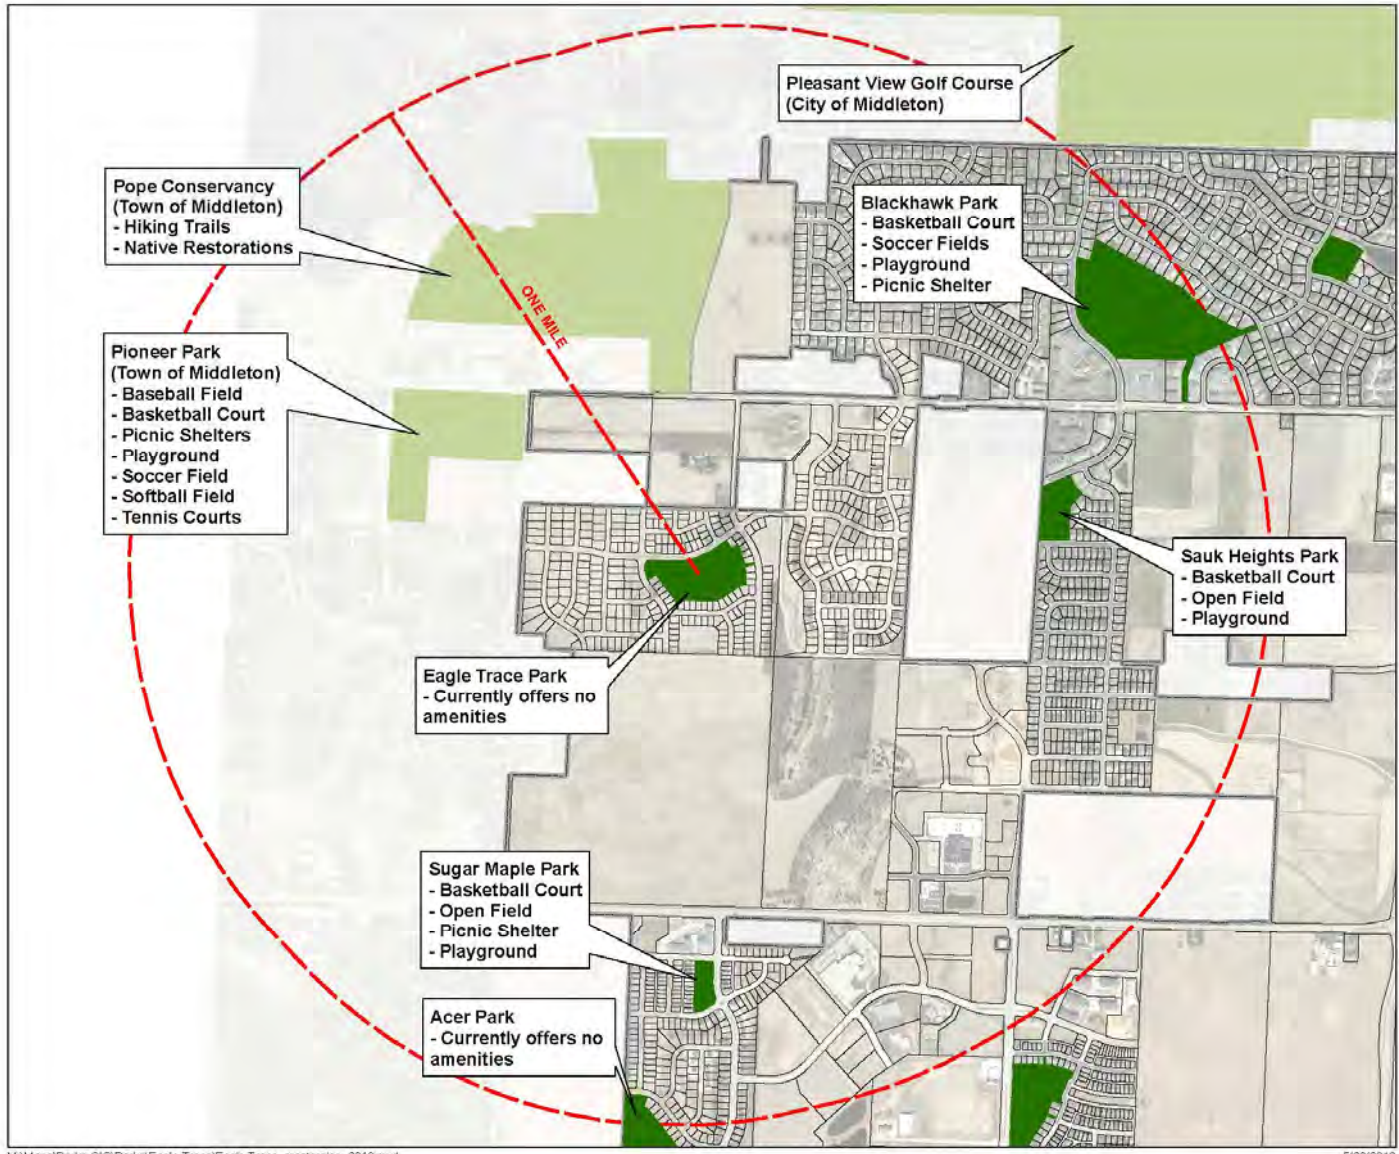 Pleasant View Golf Course
(City of Middleton)
Pope Conservancy
(Town of Middleton)
- Hiking Trails
- Native Restorations
Blackhawk Park
- Basketball Court
- Soccer Fields
- Playground
- Picnic Shelter
ONE MILE
Pioneer Park
(Town of Middleton)
- Baseball Field
- Basketball Court
- Picnic Shelters
- Playground
- Soccer Field
- Softball Field
- Tennis Courts
Sauk Heights Park
- Basketball Court
- Open Field
- Playground
Eagle Trace Park
- Currently offers no
amenities
Sugar Maple Park
- Basketball Court
- Open Field
- Picnic Shelter
- Playground
Acer Park
- Currently offers no
amenities